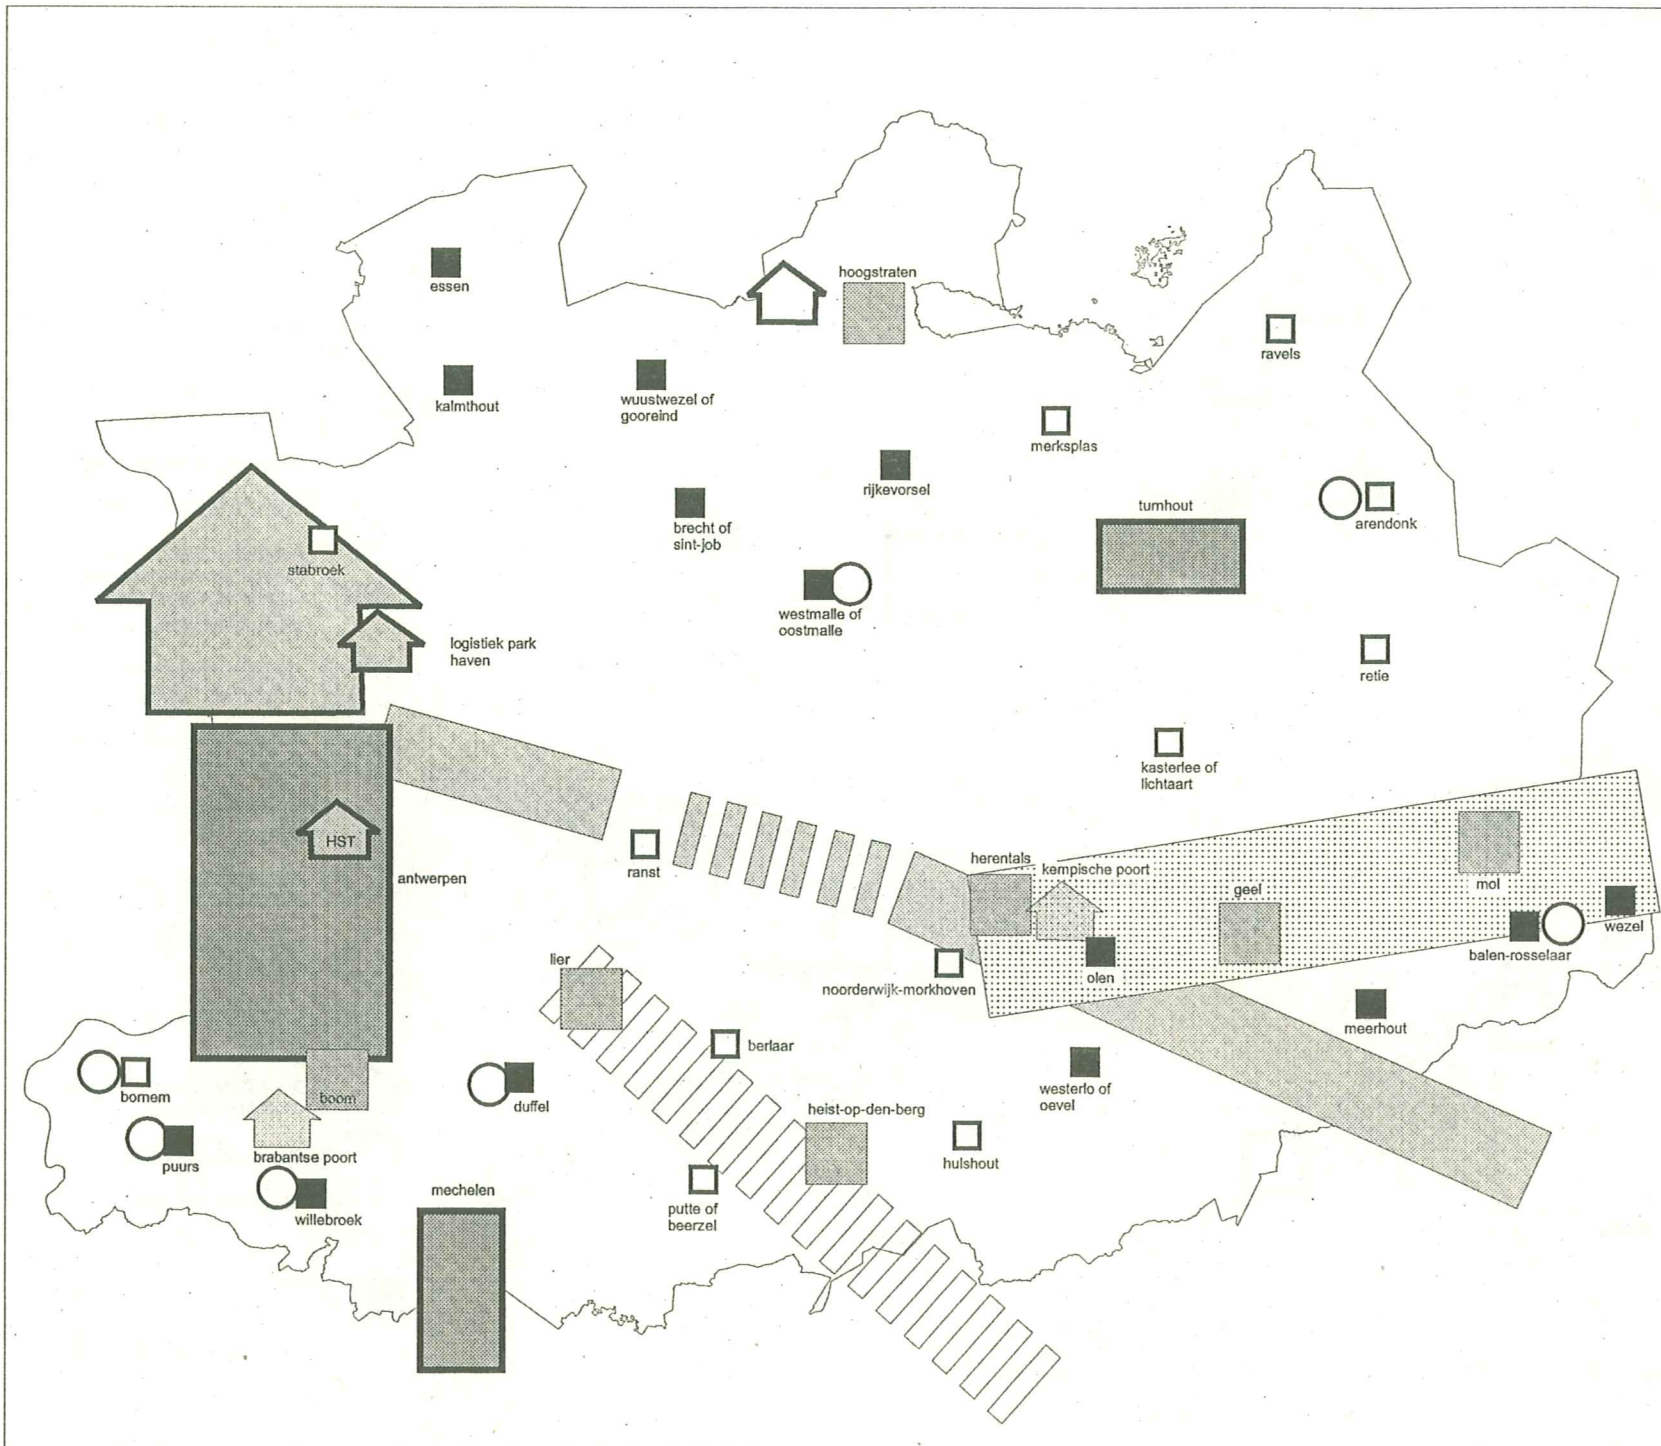 essen
hoogstraten
ravels
kalmthout
wuustwezel of
gooreind
merksplas
rijkevorsel
turnhout
arendonk
brecht of
sint-job
stabroek
westmalle of
oostmalle
logistiek park
haven
retie
kasterlee of
lichtaart
HST
antwerpen
ranst
herentals
kempische poort
geel
mol
wezel
balen-rosselaar
lier
noorderwijk-morkhoven
olen
meerhout
berlaar
westerlo of
oevel
bornem
boom
duffel
heist-op-den-berg
puurs
brabantse poort
hulshout
mechelen
putte of
beerzel
willebroek